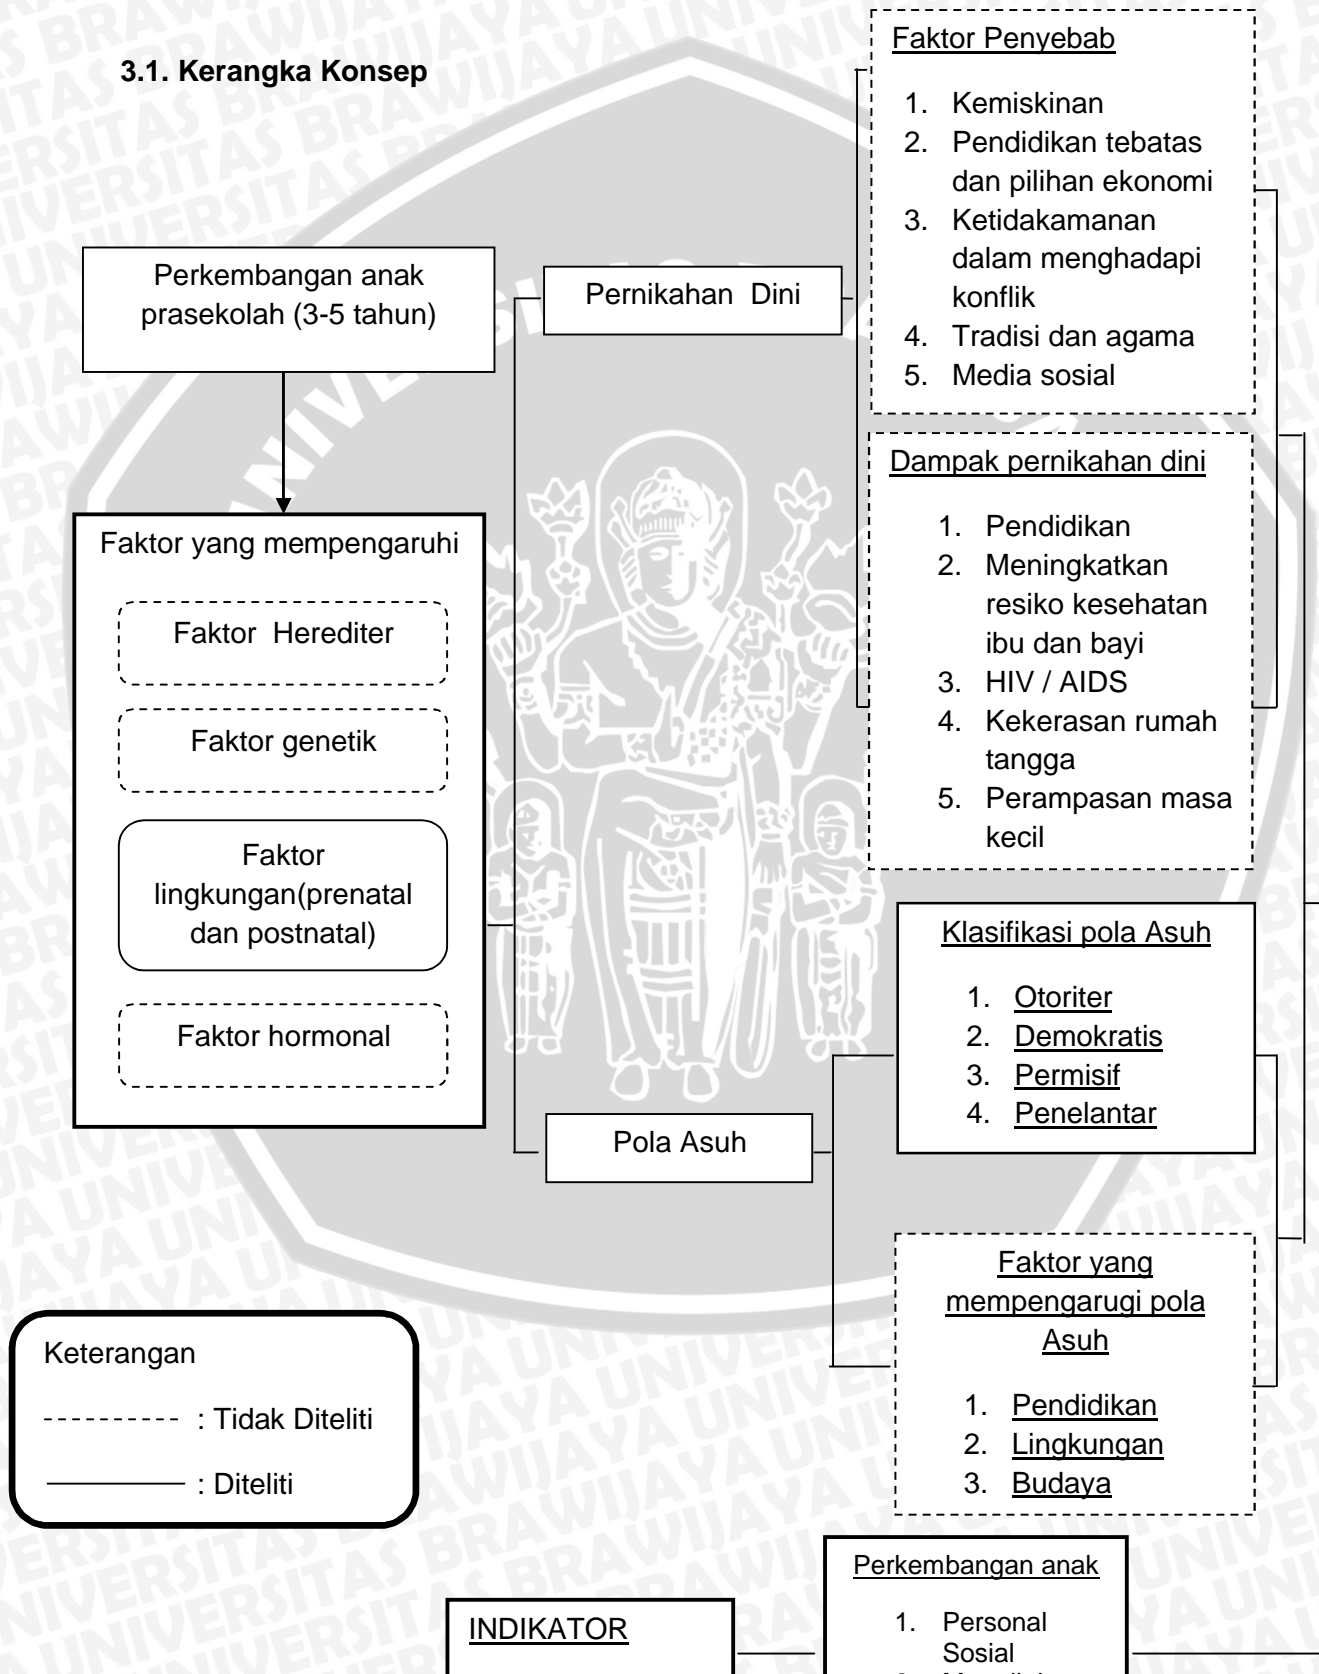 3.1. Kerangka Konsep
Perkembangan anak
prasekolah (3-5 tahun)
Faktor yang mempengaruhi
Faktor Herediter
Faktor genetik
Faktor
lingkungan(prenatal
dan postnatal)
Faktor hormonal
Pernikahan Dini
Pola Asuh
Faktor Penyebab
1. Kemiskinan
2. Pendidikan tebatas
dan pilihan ekonomi
3. Ketidakamanan
dalam menghadapi
konflik
4. Tradisi dan agama
5. Media sosial
Dampak pernikahan dini
1. Pendidikan
2. Meningkatkan
resiko kesehatan
ibu dan bayi
3. HIV / AIDS
4. Kekerasan rumah
tangga
5. Perampasan masa
kecil
Klasifikasi pola Asuh
1. Otoriter
2. Demokratis
3. Permisif
4. Penelantar
Faktor yang
mempengarugi pola
Asuh
1. Pendidikan
2. Lingkungan
3. Budaya
Keterangan
: Tidak Diteliti
: Diteliti
INDIKATOR
Perkembangan anak
1. Personal
Sosial